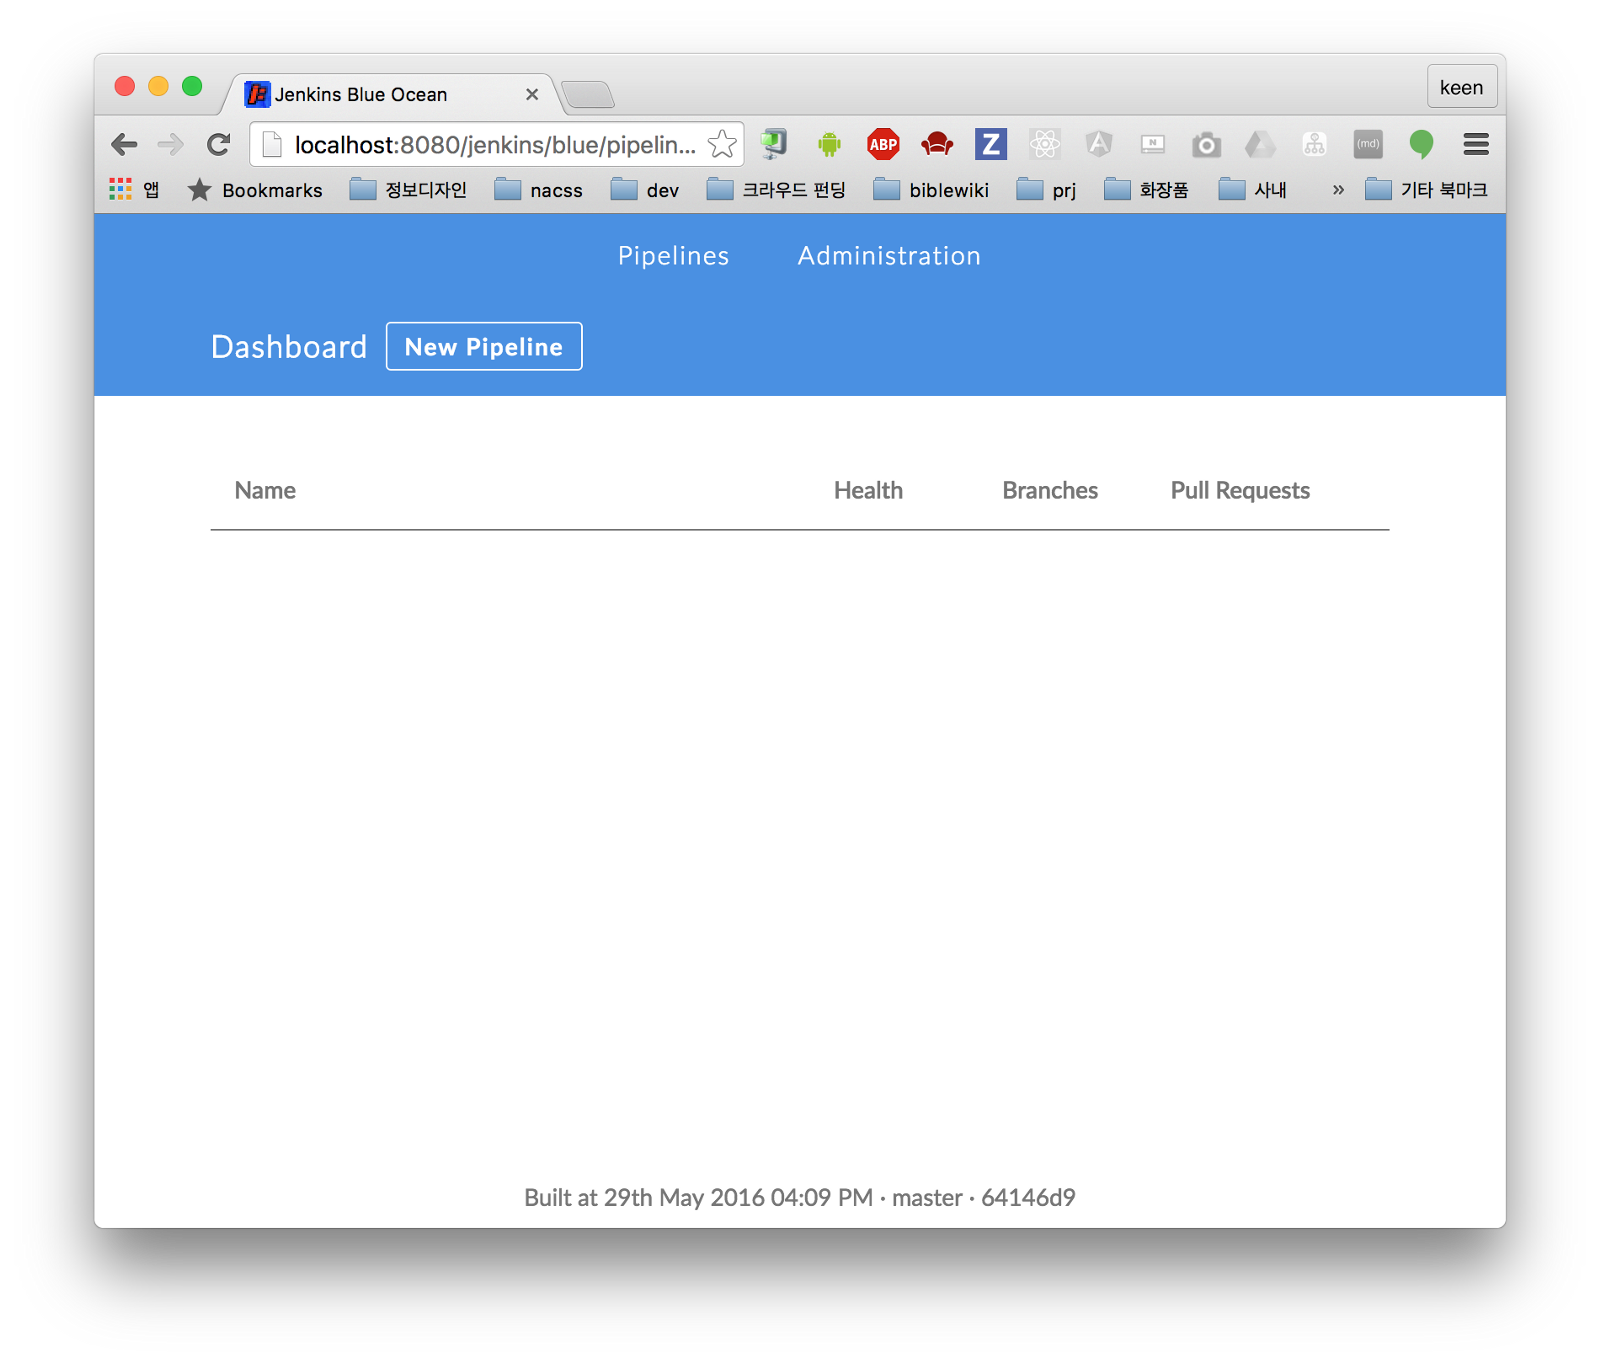 Jenkins Blue Ocean
keen
localhost:8080/jenkins/blue/pipelin...
ABP
Z
N
(md)
앱 Bookmarks 정보디자인 nacss dev 크라우드 펀딩 biblewiki prj 화장품 사내 » 기타 북마크
Pipelines Administration
Dashboard New Pipeline
Name Health Branches Pull Requests
Built at 29th May 2016 04:09 PM · master · 64146d9